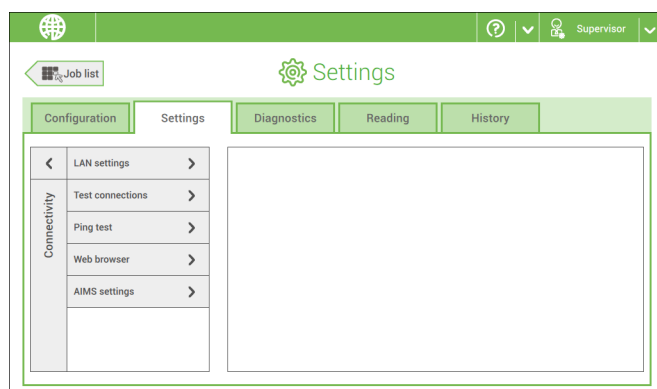 Supervisor
Job list
Settings
Configuration
Settings
Diagnostics
Reading
History
Connectivity
LAN settings
Test connections
Ping test
Web browser
AIMS settings